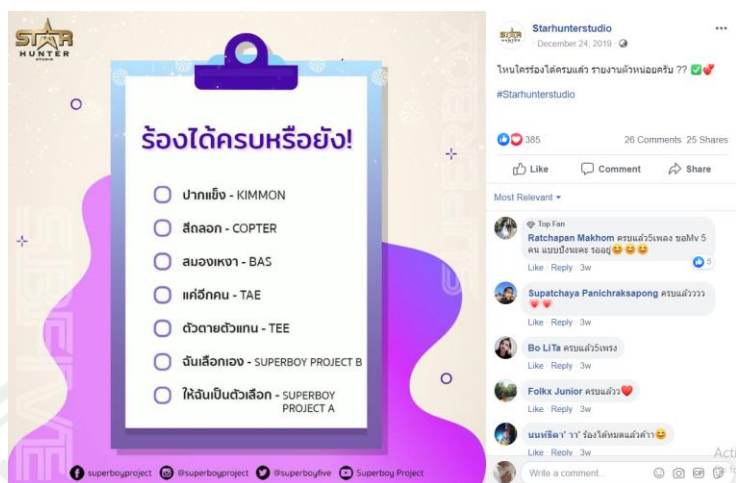 STAR
HUNTER
STUDIO
ร้องได้ครบหรือยัง!
ปากแข็ง - KIMMON
สีถลอก - COPTER
สมองเหงา - BAS
แค่อีกคน - TAE
ตัวตายตัวแทน - TEE
ฉันเลือกเอง - SUPERBOY PROJECT B
ให้ฉันเป็นตัวเลือก - SUPERBOY
PROJECT A
superboyproject @superboyproject @superboyfive Superboy Project
Starhunterstudio
December 24, 2019
ไหนใครร้องได้ครบแล้ว รายงานตัวหน่อยครับ ??
#Starhunterstudio
385 26 Comments 25 Shares
Like Comment Share
Most Relevant
Top Fan
Ratchapan Makhom ครบแล้ว5เพลง ขอMv 5
คน แบบปังนะคะ รออยู่
5
Like · Reply · 3w
Supatchaya Panichraksapong ครบแล้วววว
Like · Reply · 3w
Bo LiTa ครบแล้ว5เพรง
Like · Reply · 3w
Folkx Junior ครบแล้วว
Like · Reply · 3w
นนท์ธิดา' วา' ร้องได้หมดแล้วค้าา
Like · Reply · 3w
Write a comment...